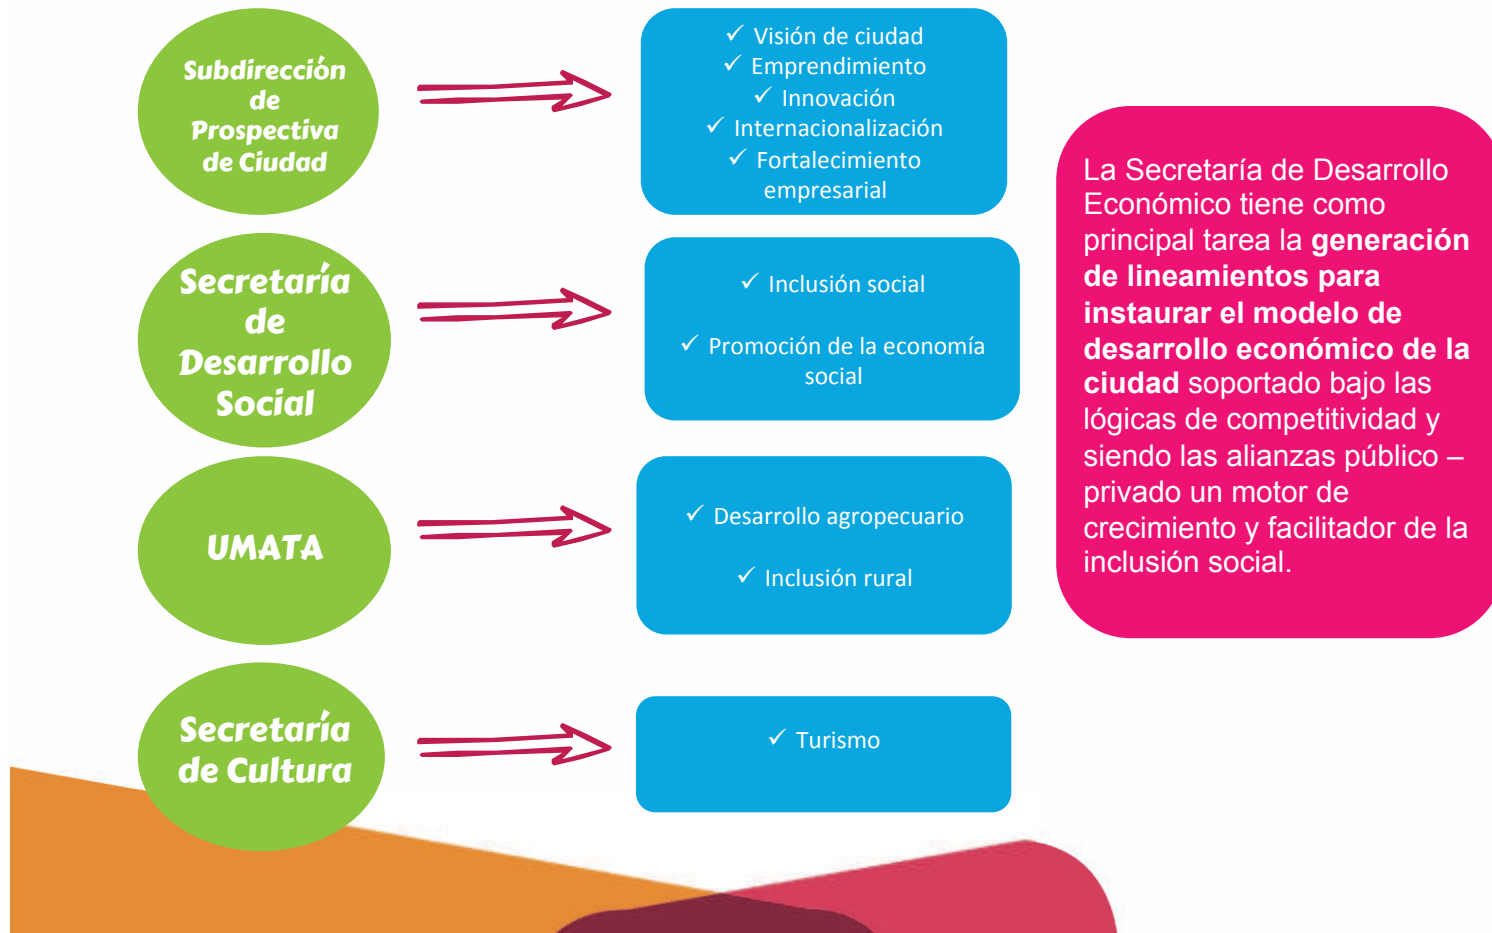 Subdirección
de
Prospectiva
de Ciudad
✓ Visión de ciudad
✓ Emprendimiento
✓ Innovación
✓ Internacionalización
✓ Fortalecimiento
empresarial
Secretaría
de
Desarrollo
Social
✓ Inclusión social
✓ Promoción de la economía
social
UMATA
✓ Desarrollo agropecuario
✓ Inclusión rural
Secretaría
de Cultura
✓ Turismo
La Secretaría de Desarrollo
Económico tiene como
principal tarea la generación
de lineamientos para
instaurar el modelo de
desarrollo económico de la
ciudad soportado bajo las
lógicas de competitividad y
siendo las alianzas público –
privado un motor de
crecimiento y facilitador de la
inclusión social.